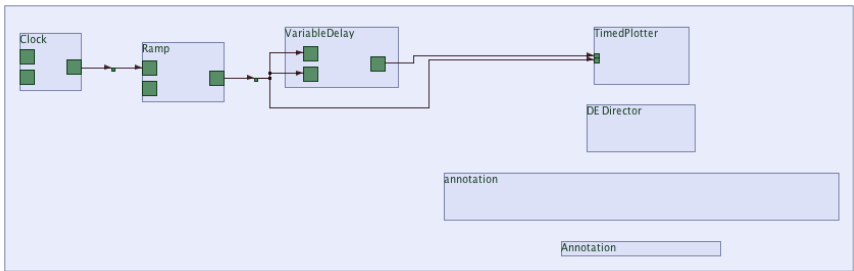 Clock
Ramp
VariableDelay
TimedPlotter
DE Director
annotation
Annotation